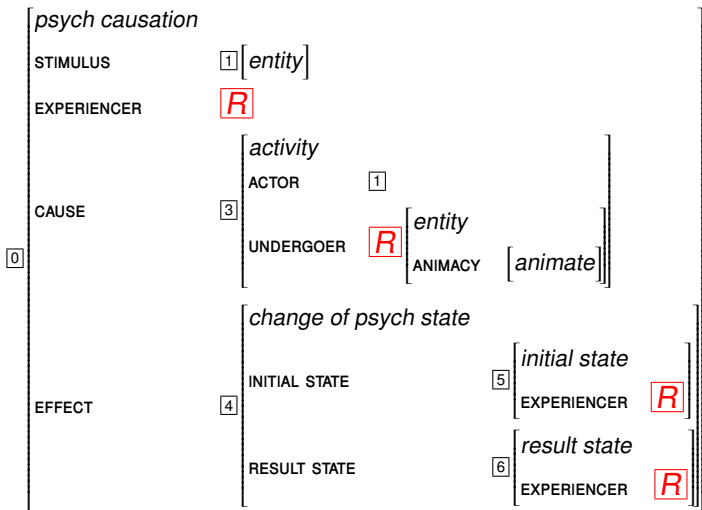 psych causation
STIMULUS 1 [entity]
EXPERIENCER R
activity
ACTOR 1
CAUSE 3
entity
UNDERGOER R
ANIMACY [animate]
0
change of psych state
initial state
INITIAL STATE 5
EXPERIENCER R
EFFECT 4
result state
RESULT STATE 6
EXPERIENCER R